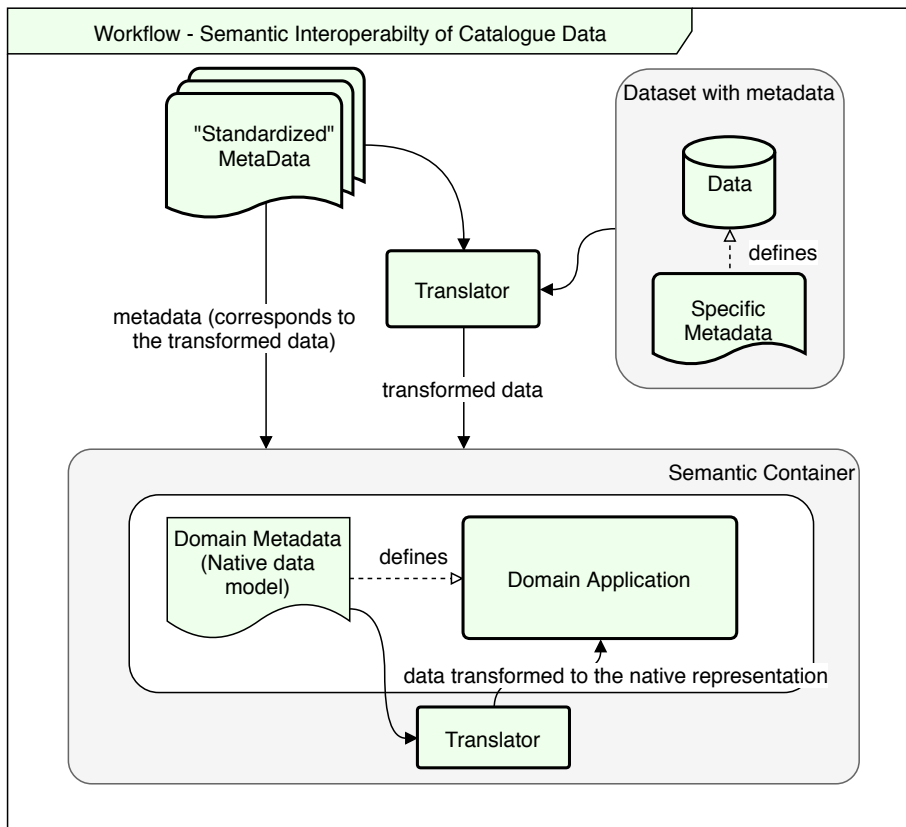 Workflow - Semantic Interoperabilty of Catalogue Data
"Standardized"
MetaData
Dataset with metadata
Data
defines
Specific
Metadata
Translator
metadata (corresponds to
the transformed data)
transformed data
Semantic Container
Domain Metadata
(Native data
model)
defines
Domain Application
data transformed to the native representation
Translator